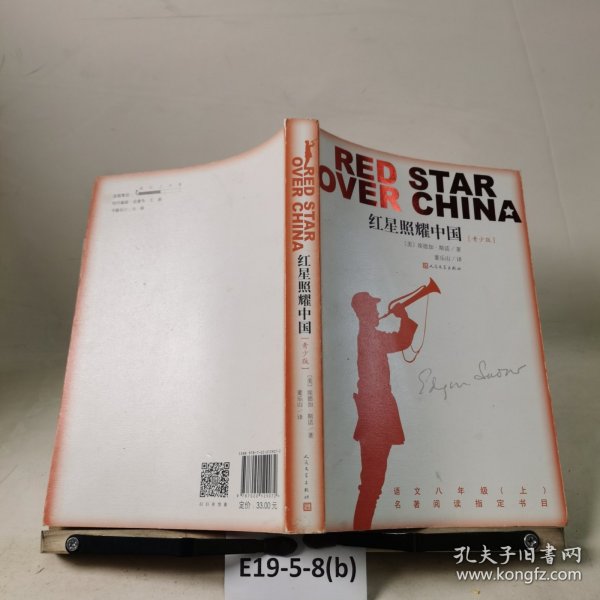 RED STAR
OVER CHINA
红星照耀中国
［青少版］
［美］埃德加·斯诺／著
董乐山／译
人民文学出版社
Edgar Snow
语文八年级（上）
名著阅读指定书目
RED STAR
OVER CHINA
红星照耀中国
［青少版］
［美］埃德加·斯诺／著
董乐山／译
人民文学出版社
定价 33.00元
E19-5-8(b)
孔夫子旧书网
www.kongfz.com